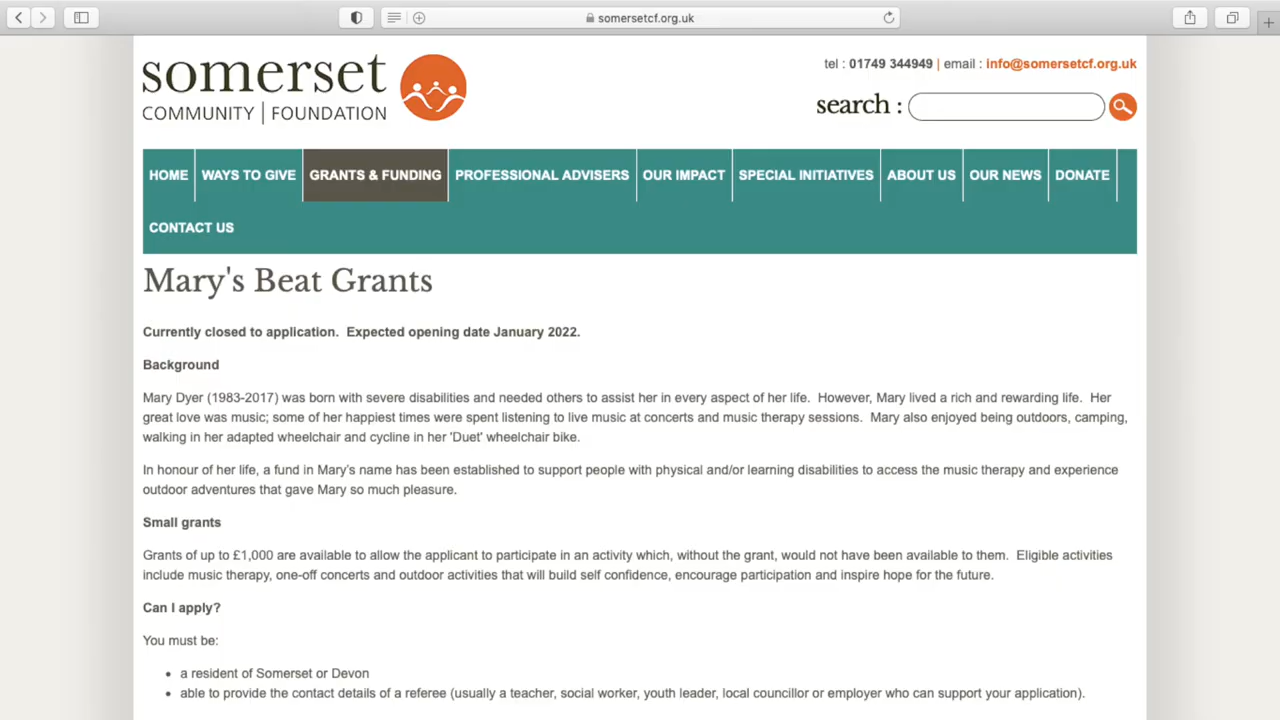 somersetcf.org.uk
somerset
COMMUNITY | FOUNDATION
tel : 01749 344949 | email : info@somersetcf.org.uk
search :
HOME WAYS TO GIVE GRANTS & FUNDING PROFESSIONAL ADVISERS OUR IMPACT SPECIAL INITIATIVES ABOUT US OUR NEWS DONATE
CONTACT US
Mary's Beat Grants
Currently closed to application.  Expected opening date January 2022.
Background
Mary Dyer (1983-2017) was born with severe disabilities and needed others to assist her in every aspect of her life.  However, Mary lived a rich and rewarding life.  Her
great love was music; some of her happiest times were spent listening to live music at concerts and music therapy sessions.  Mary also enjoyed being outdoors, camping,
walking in her adapted wheelchair and cycline in her 'Duet' wheelchair bike.
In honour of her life, a fund in Mary's name has been established to support people with physical and/or learning disabilities to access the music therapy and experience
outdoor adventures that gave Mary so much pleasure.
Small grants
Grants of up to £1,000 are available to allow the applicant to participate in an activity which, without the grant, would not have been available to them.  Eligible activities
include music therapy, one-off concerts and outdoor activities that will build self confidence, encourage participation and inspire hope for the future.
Can I apply?
You must be:
• a resident of Somerset or Devon
• able to provide the contact details of a referee (usually a teacher, social worker, youth leader, local councillor or employer who can support your application).